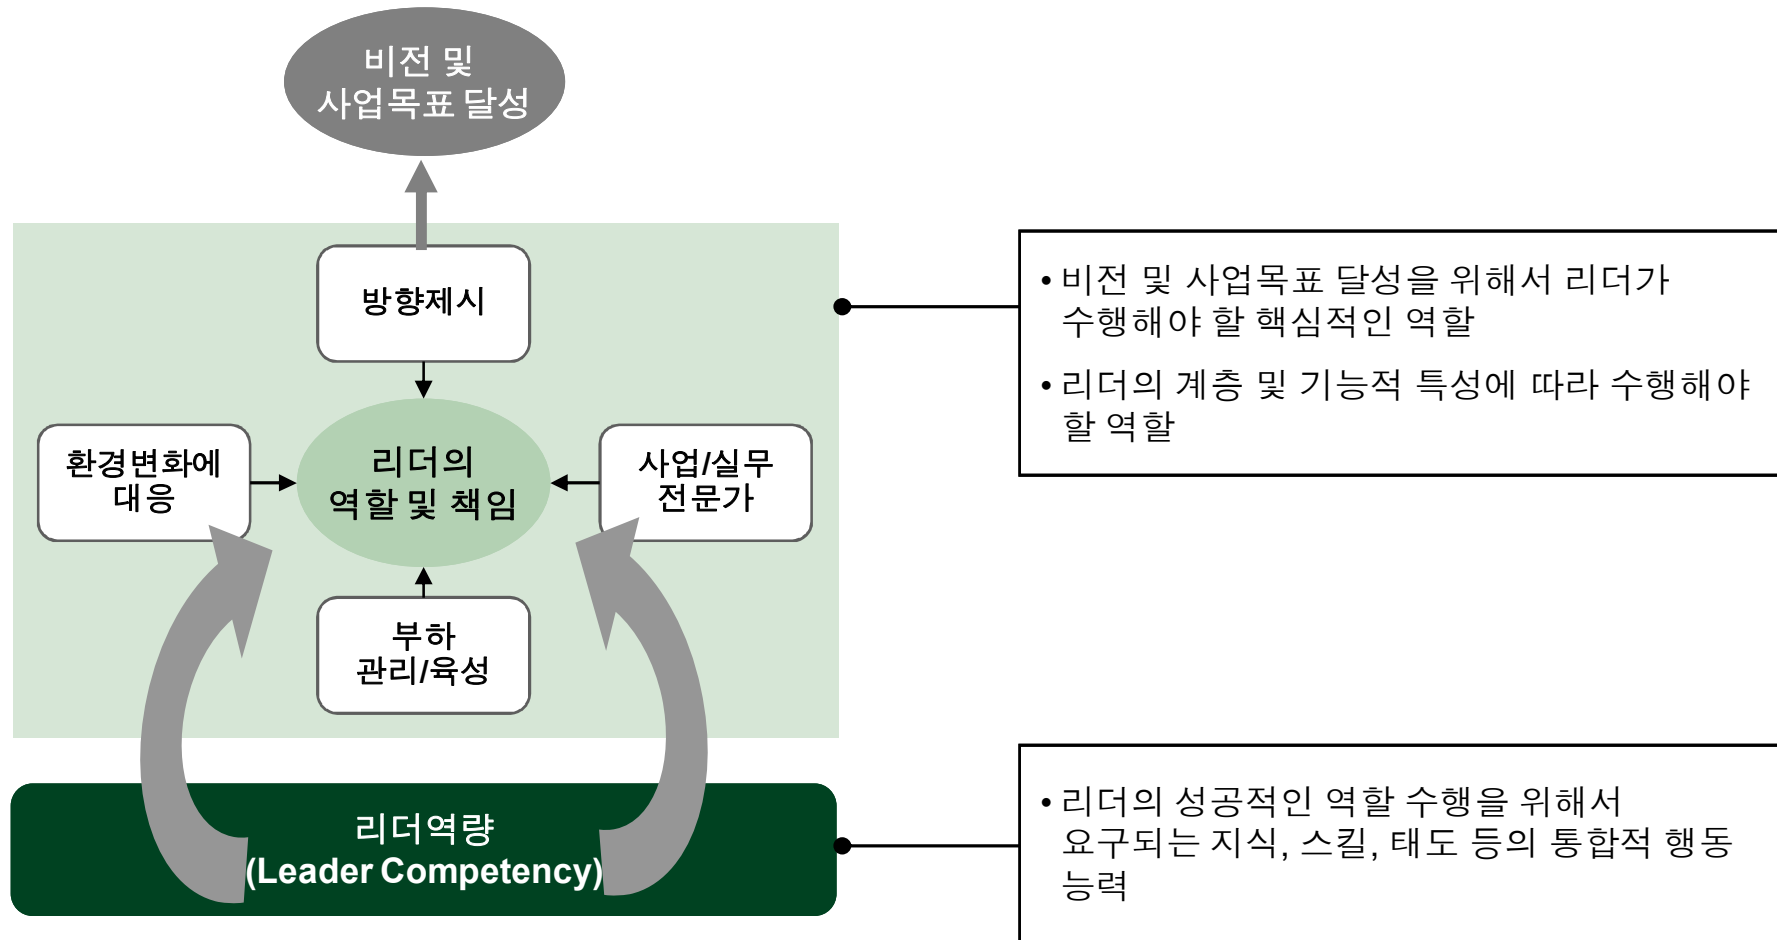 비전 및
사업목표 달성
방향제시
환경변화에
대응
리더의
역할 및 책임
사업/실무
전문가
부하
관리/육성
리더역량
(Leader Competency)
• 비전 및 사업목표 달성을 위해서 리더가
수행해야 할 핵심적인 역할
• 리더의 계층 및 기능적 특성에 따라 수행해야
할 역할
• 리더의 성공적인 역할 수행을 위해서
요구되는 지식, 스킬, 태도 등의 통합적 행동
능력